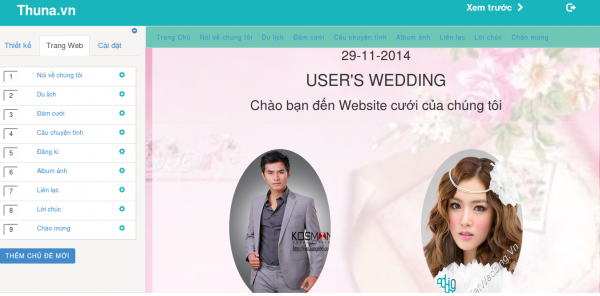 Thuna.vn
Xem trước
Thiết kế Trang Web Cài đặt
Trang Chủ Nói về chúng tôi Du lịch Đám cưới Câu chuyện tình Album ảnh Liên lạc Lời chúc Chào mừng
1 Nói về chúng tôi
2 Du lịch
3 Đám cưới
4 Câu chuyện tình
5 Đăng kí
6 Album ảnh
7 Liên lạc
8 Lời chúc
9 Chào mừng
THÊM CHỦ ĐỀ MỚI
29-11-2014
USER'S WEDDING
Chào bạn đến Website cưới của chúng tôi
KOSMAN